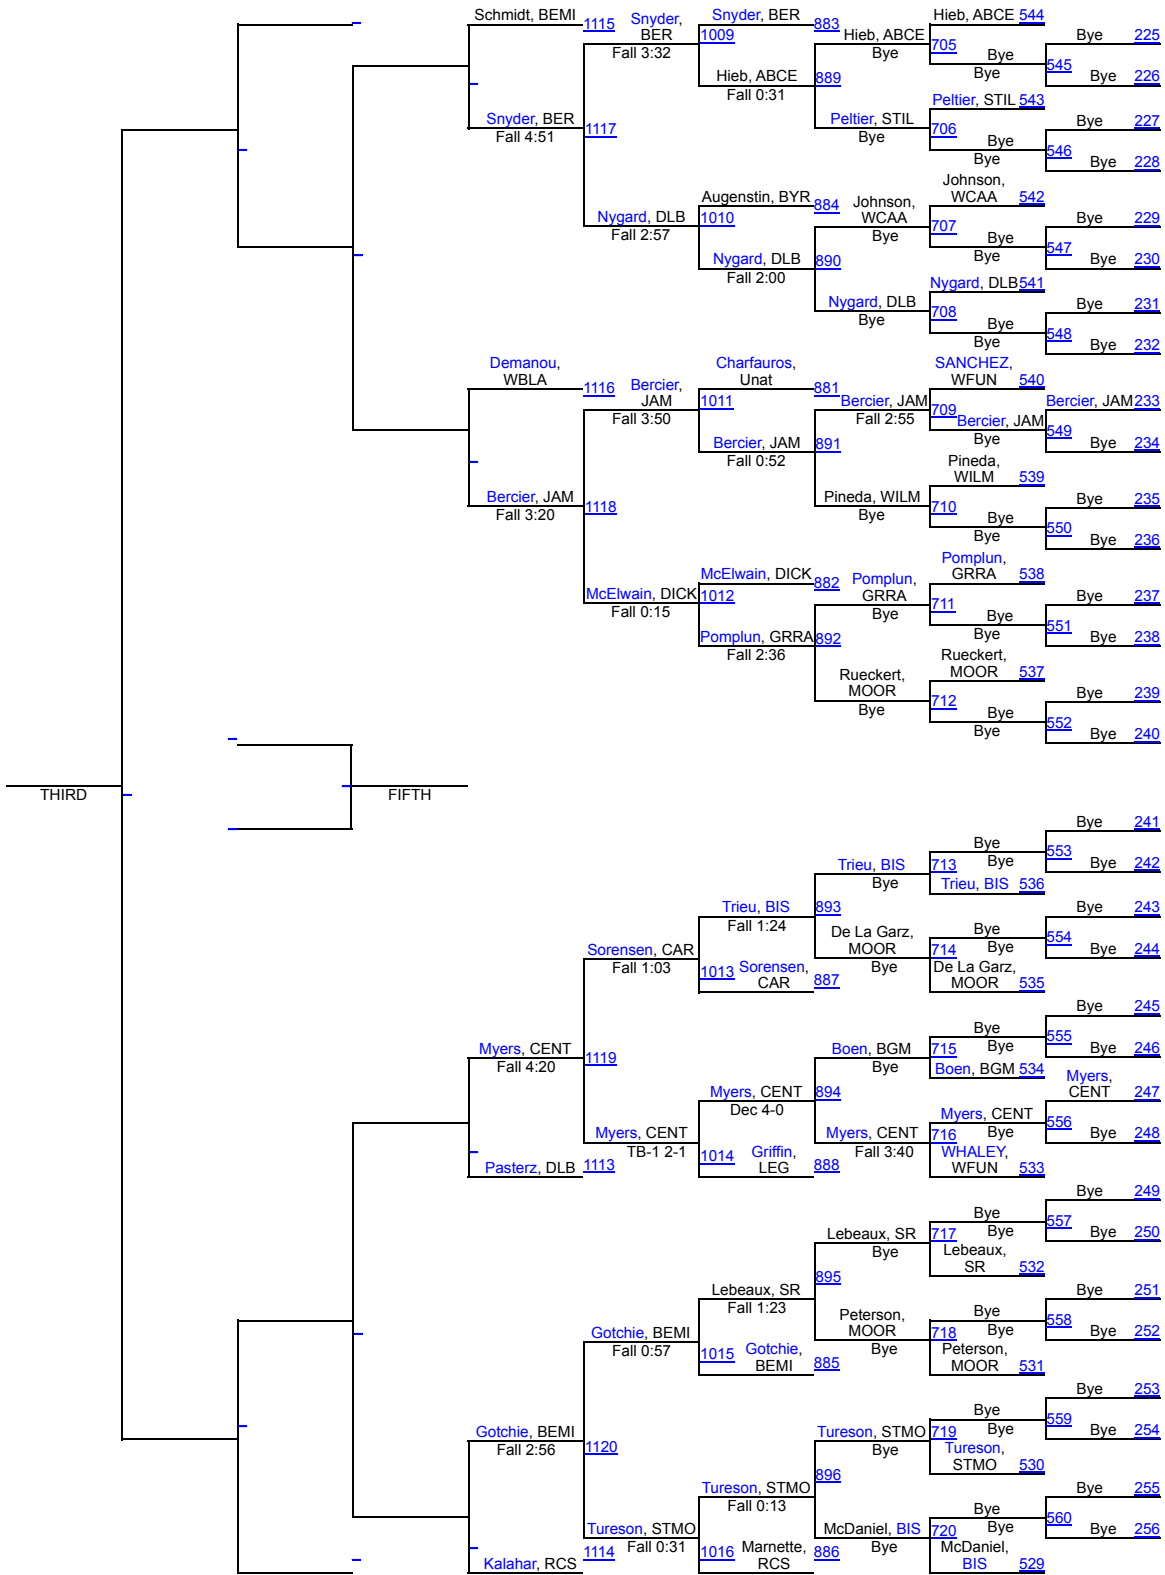 Schmidt, BEMI 1115 Snyder, BER Snyder, BER 883 Hieb, ABCE 544
1009 Hieb, ABCE 705 Bye 225
Fall 3:32 Bye Bye 545
Hieb, ABCE 889 Bye Bye 226
Fall 0:31
Peltier, STIL 543
Snyder, BER 1117 Peltier, STIL 706 Bye 227
Fall 4:51 Bye Bye 546
Bye Bye 228
Johnson, WCAA 542
Augenstin, BYR 884 Johnson, WCAA
Nygard, DLB 1010 707 Bye 229
Fall 2:57 Bye Bye 547
Nygard, DLB 890 Bye Bye 230
Fall 2:00
Nygard, DLB 541
Nygard, DLB 708 Bye 231
Bye Bye 548
Bye Bye 232
Demanou, WBLA 1116 Bercier, JAM Charfauros, Unat 881 SANCHEZ, WFUN 540
1011 Bercier, JAM 709 Bercier, JAM 233
Fall 3:50 Fall 2:55 Bercier, JAM 549
Bercier, JAM 891 Bye Bye 234
Fall 0:52
Pineda, WILM 539
Bercier, JAM 1118 Pineda, WILM 710 Bye 235
Fall 3:20 Bye Bye 550
Bye Bye 236
Pomplun, GRRA 538
McElwain, DICK 882 Pomplun, GRRA
McElwain, DICK 1012 711 Bye 237
Fall 0:15 Bye Bye 551
Pomplun, GRRA 892 Bye Bye 238
Fall 2:36
Rueckert, MOOR 537
Rueckert, MOOR 712 Bye 239
Bye Bye 552
Bye Bye 240
THIRD FIFTH
Bye 241
Bye 553
Trieu, BIS 713 Bye Bye 242
Bye Trieu, BIS 536
Trieu, BIS 893 Bye 243
Fall 1:24 De La Garz, MOOR Bye 554
Sorensen, CAR 714 Bye Bye 244
Fall 1:03 Bye De La Garz, MOOR 535
1013 Sorensen, CAR 887
Bye 245
Bye 555
Myers, CENT 1119 Boen, BGM 715 Bye Bye 246
Fall 4:20 Bye Boen, BGM 534
Myers, CENT 894 Myers, CENT 247
Dec 4-0 Myers, CENT 556
Myers, CENT Myers, CENT 716 Bye Bye 248
TB-1 2-1 Fall 3:40 WHALEY, WFUN 533
Pasterz, DLB 1113 1014 Griffin, LEG 888
Bye 249
Bye 557
Lebeaux, SR 717 Bye Bye 250
Bye Lebeaux, SR 532
895
Lebeaux, SR Bye 251
Fall 1:23 Peterson, MOOR Bye 558
Gotchie, BEMI 718 Bye Bye 252
Fall 0:57 Bye Peterson, MOOR 531
1015 Gotchie, BEMI 885
Bye 253
Bye 559
Gotchie, BEMI 1120 Tureson, STMO 719 Bye 254
Fall 2:56 Bye Tureson, STMO 530
896
Tureson, STMO Bye 255
Fall 0:13 Bye 560
Tureson, STMO McDaniel, BIS 720 Bye Bye 256
Fall 0:31 Bye McDaniel, BIS 529
Kalahar, RCS 1114 1016 Marnette, RCS 886